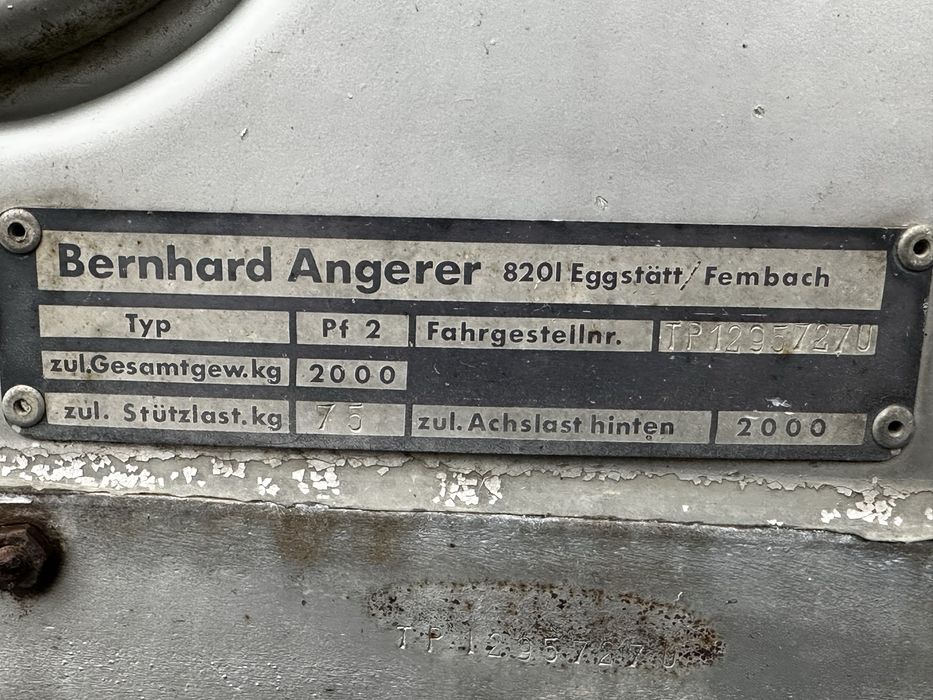 Bernhard Angerer 8201 Eggstätt/Fembach
Typ Pf 2 Fahrgestellnr. TP1295727U
zul.Gesamtgew.kg 2000
zul. Stützlast.kg 75 zul.Achslast hinten 2000
TP1295727U